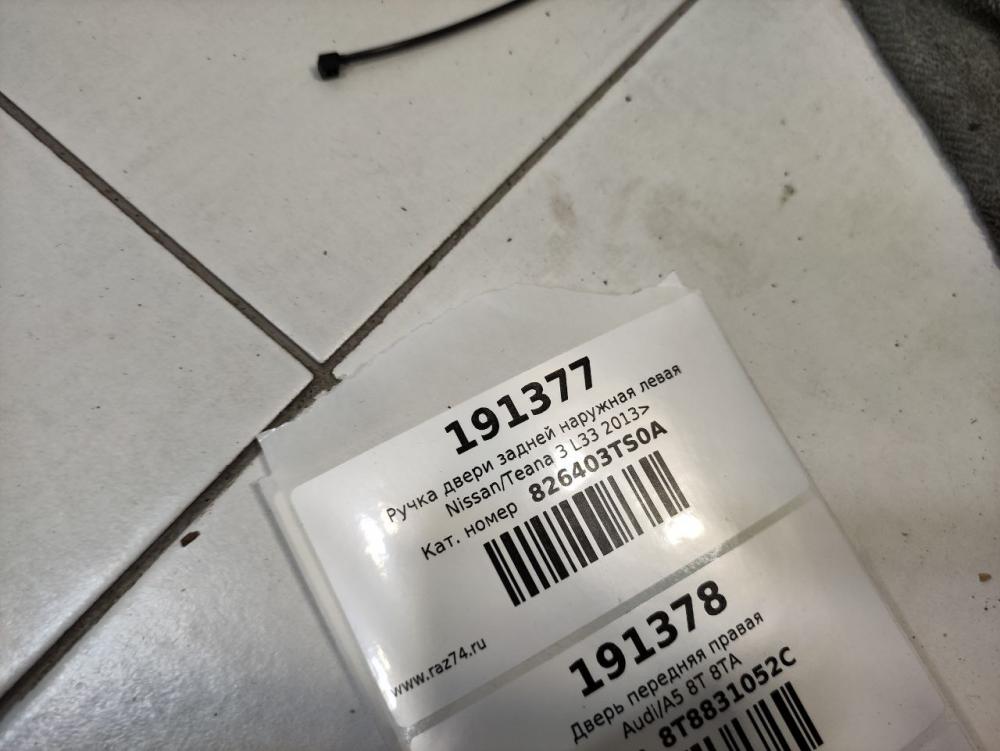 191377
Ручка двери задней наружная левая
Nissan/Teana 3 L33 2013>
Кат. номер 826403TS0A
www.raz74.ru
191378
Дверь передняя правая
Audi/A5 8T 8TA
8T8831052C